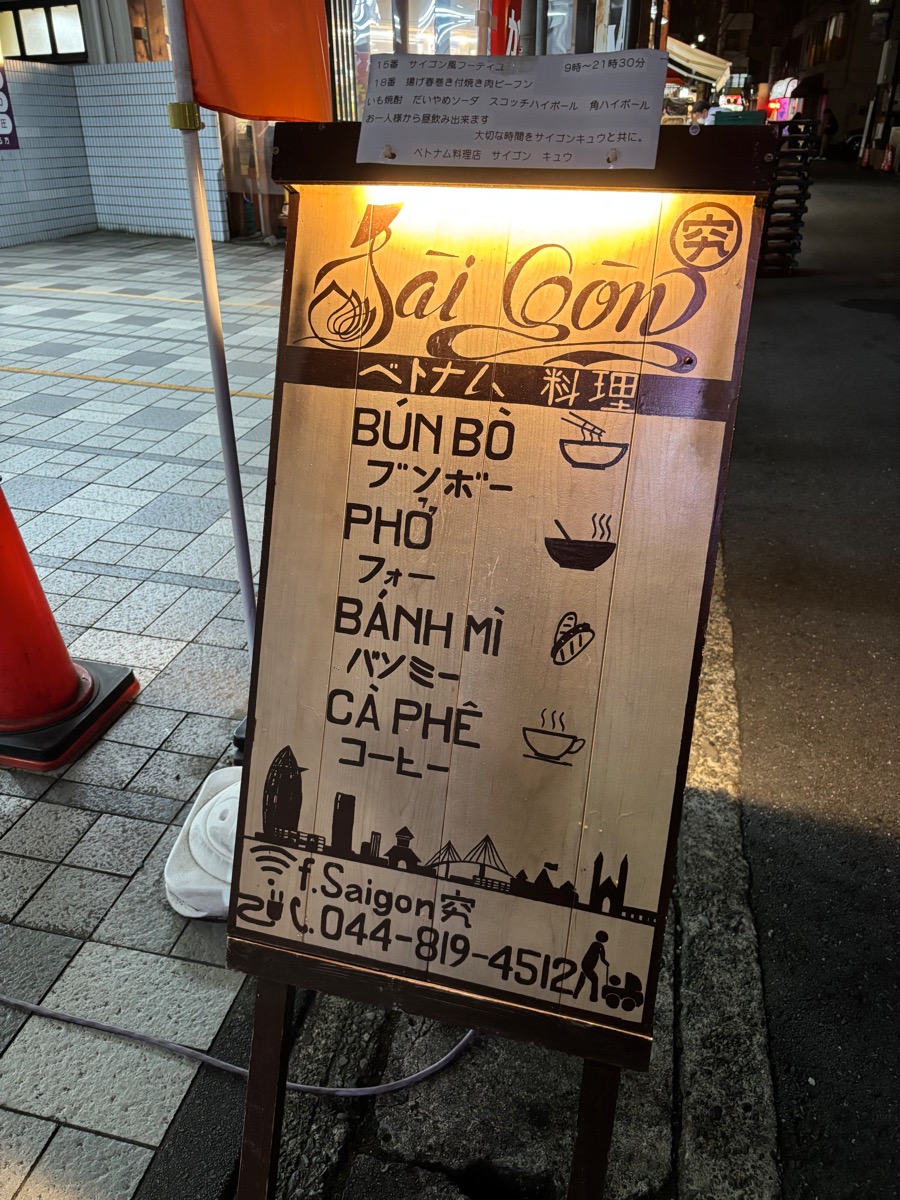 15番 サイゴン風フーティユ 9時～21時30分
18番 揚げ春巻き付焼き肉ビーフン
いも焼酎 だいやめソーダ スコッチハイボール 角ハイボール
お一人様から昼飲み出来ます
大切な時間をサイゴンキュウと共に。
ベトナム料理店 サイゴン キュウ
Sài Gòn 究
ベトナム 料理
BÚN BÒ
ブンボー
PHỞ
フォー
BÁNH MÌ
バンミー
CÀ PHÊ
コーヒー
f.Saigon究
044-819-4512